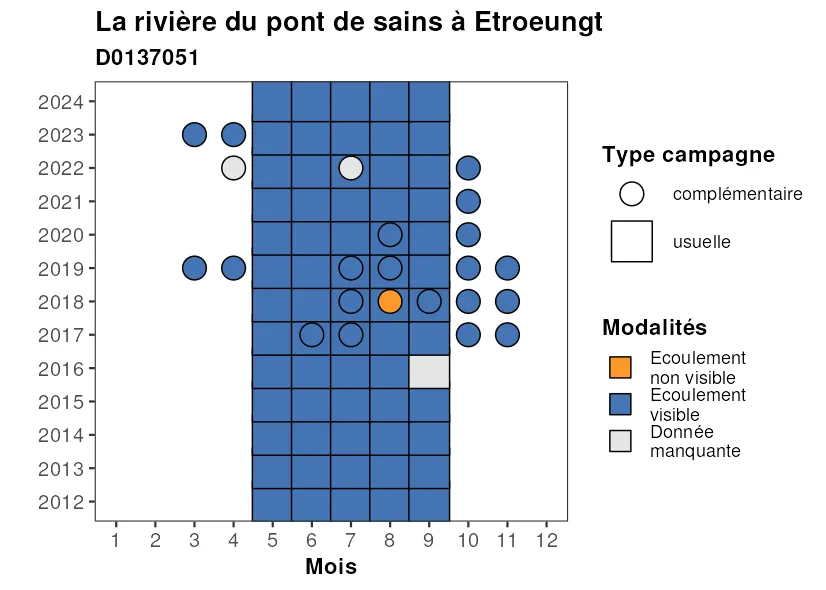 La rivière du pont de sains à Etroeungt
D0137051
2024
2023
2022
2021
2020
2019
2018
2017
2016
2015
2014
2013
2012
1 2 3 4 5 6 7 8 9 10 11 12
Mois
Type campagne
complémentaire
usuelle
Modalités
Ecoulement
non visible
Ecoulement
visible
Donnée
manquante